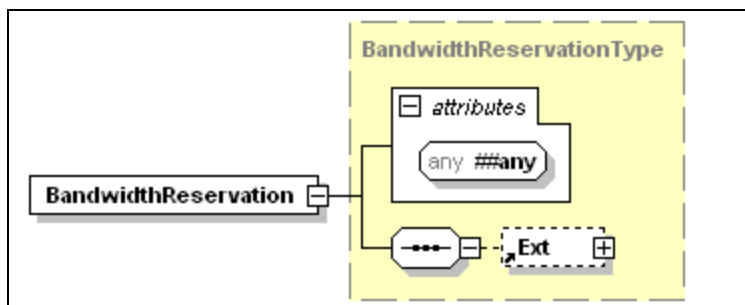 BandwidthReservationType
attributes
any ##any
BandwidthReservation
Ext